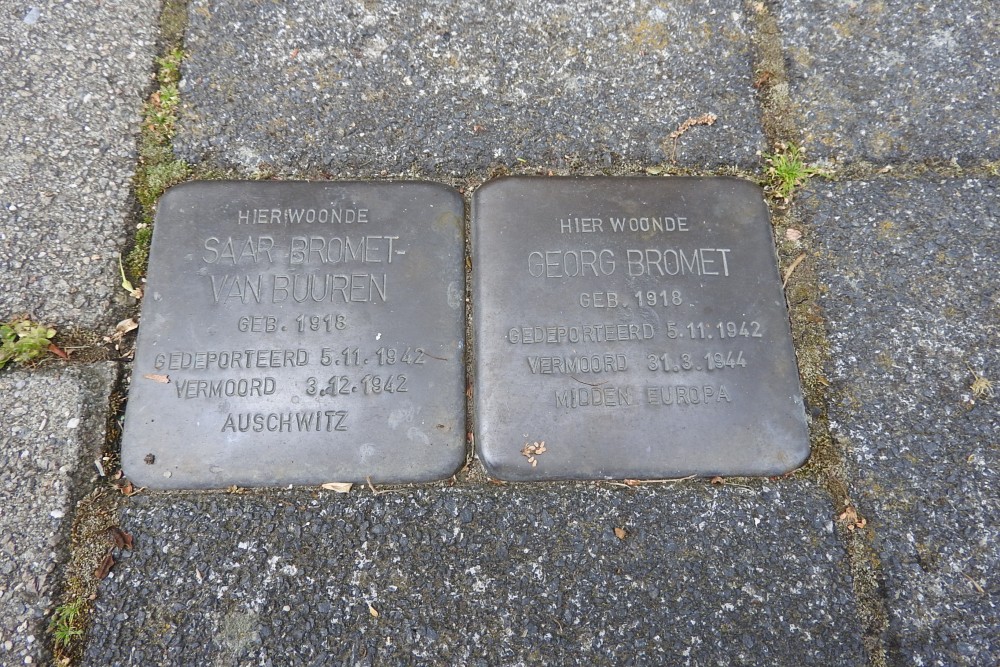 HIER WOONDE
SAAR BROMET-
VAN BUUREN
GEB. 1918
GEDEPORTEERD 5.11.1942
VERMOORD 3.12.1942
AUSCHWITZ
HIER WOONDE
GEORG BROMET
GEB. 1918
GEDEPORTEERD 5.11.1942
VERMOORD 31.3.1944
MIDDEN EUROPA